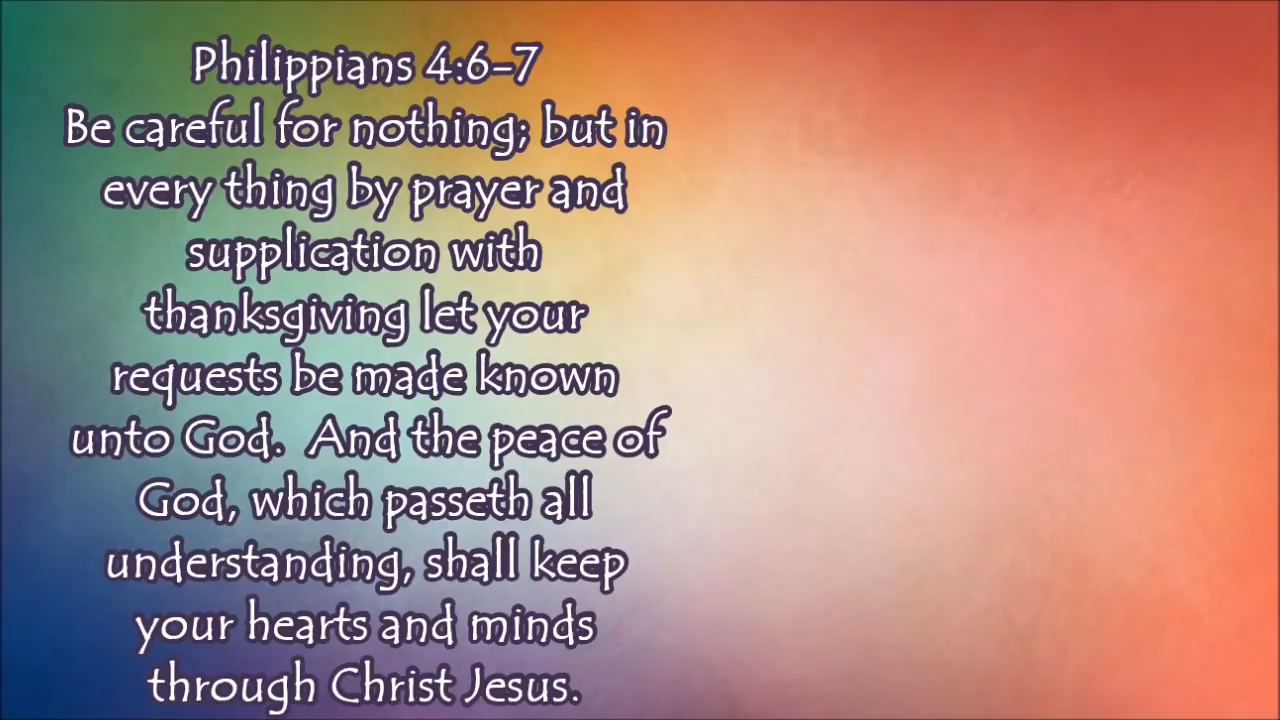 Philippians 4:6-7
Be careful for nothing; but in
every thing by prayer and
supplication with
thanksgiving let your
requests be made known
unto God.  And the peace of
God, which passeth all
understanding, shall keep
your hearts and minds
through Christ Jesus.